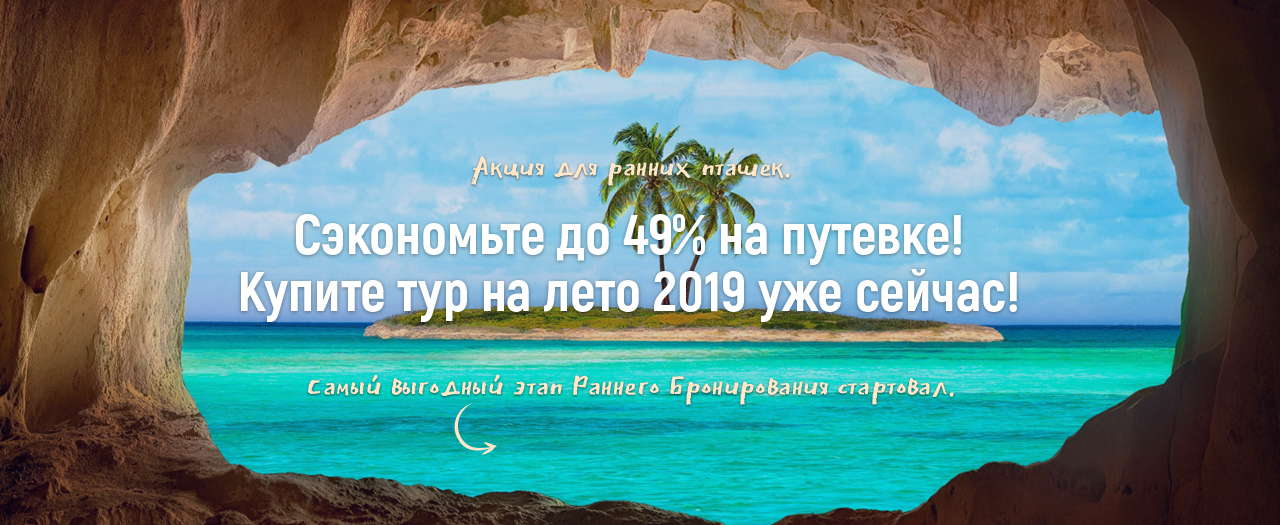 Акция для ранних пташек.
Сэкономьте до 49% на путевке!
Купите тур на лето 2019 уже сейчас!
Самый выгодный этап Раннего Бронирования стартовал.